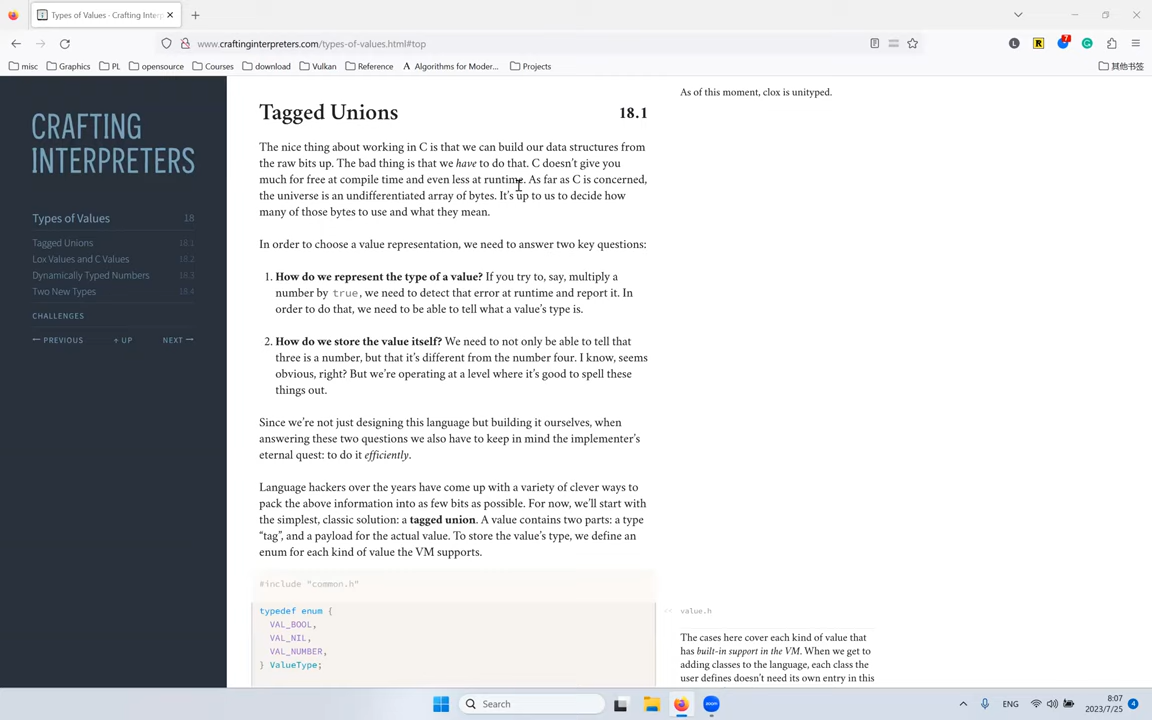 Types of Values · Crafting Interp
www.craftinginterpreters.com/types-of-values.html#top
7
L
R
misc
Graphics
PL
opensource
Courses
download
Vulkan
Reference
Algorithms for Moder...
Projects
其他书签
CRAFTING
INTERPRETERS
Types of Values 18
Tagged Unions 18.1
Lox Values and C Values 18.2
Dynamically Typed Numbers 18.3
Two New Types 18.4
CHALLENGES
← PREVIOUS ↑ UP NEXT →
Tagged Unions 18.1
The nice thing about working in C is that we can build our data structures from
the raw bits up. The bad thing is that we have to do that. C doesn’t give you
much for free at compile time and even less at runtime. As far as C is concerned,
the universe is an undifferentiated array of bytes. It’s up to us to decide how
many of those bytes to use and what they mean.
In order to choose a value representation, we need to answer two key questions:
1. How do we represent the type of a value? If you try to, say, multiply a
number by true, we need to detect that error at runtime and report it. In
order to do that, we need to be able to tell what a value’s type is.
2. How do we store the value itself? We need to not only be able to tell that
three is a number, but that it’s different from the number four. I know, seems
obvious, right? But we’re operating at a level where it’s good to spell these
things out.
Since we’re not just designing this language but building it ourselves, when
answering these two questions we also have to keep in mind the implementer’s
eternal quest: to do it efficiently.
Language hackers over the years have come up with a variety of clever ways to
pack the above information into as few bits as possible. For now, we’ll start with
the simplest, classic solution: a tagged union. A value contains two parts: a type
“tag”, and a payload for the actual value. To store the value’s type, we define an
enum for each kind of value the VM supports.
#include "common.h"
typedef enum {
VAL_BOOL,
VAL_NIL,
VAL_NUMBER,
} ValueType;
As of this moment, clox is unityped.
value.h
The cases here cover each kind of value that
has built-in support in the VM. When we get to
adding classes to the language, each class the
user defines doesn’t need its own entry in this
Search
zoom
ENG
8:07
2023/7/25
4